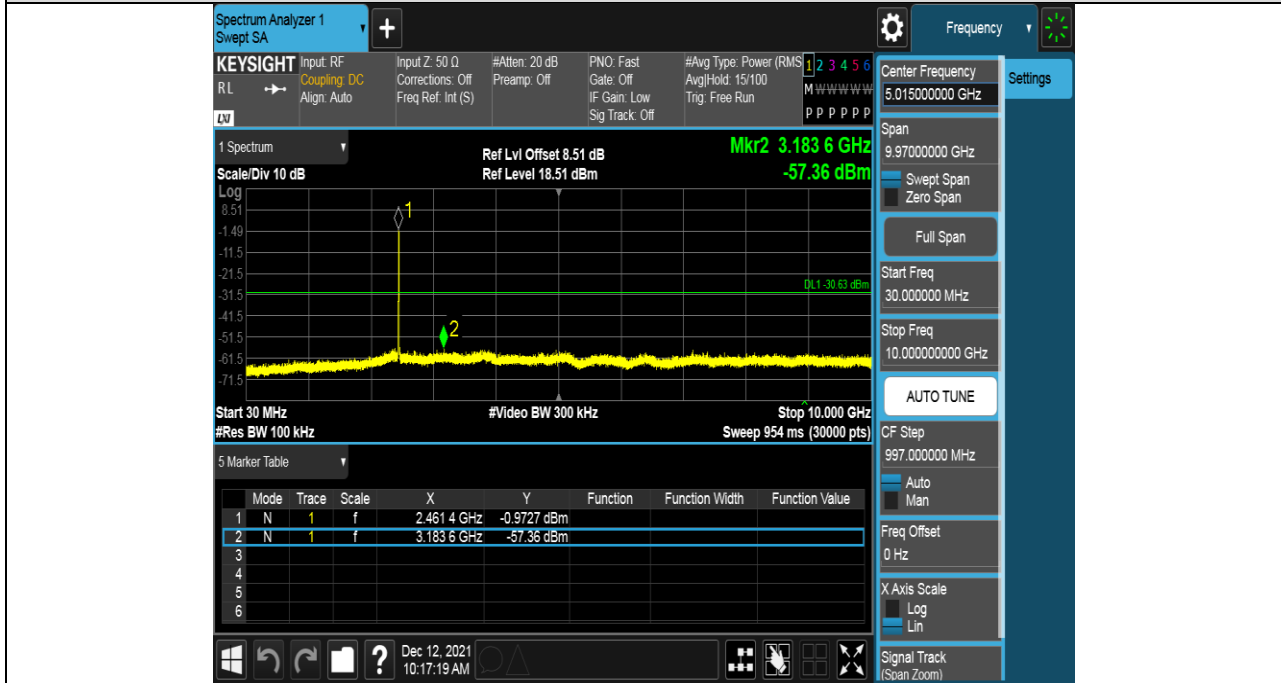 Spectrum Analyzer 1
Swept SA
+
Frequency
KEYSIGHT
RL
LXI
Input: RF
Coupling: DC
Align: Auto
Input Z: 50 Ω
Corrections: Off
Freq Ref: Int (S)
#Atten: 20 dB
Preamp: Off
PNO: Fast
Gate: Off
IF Gain: Low
Sig Track: Off
#Avg Type: Power (RMS
Avg|Hold: 15/100
Trig: Free Run
1 2 3 4 5 6
M W W W W W
P P P P P P
1 Spectrum
Scale/Div 10 dB
Ref Lvl Offset 8.51 dB
Ref Level 18.51 dBm
Mkr2 3.183 6 GHz
-57.36 dBm
Log
8.51
-1.49
-11.5
-21.5
-31.5
-41.5
-51.5
-61.5
-71.5
1
2
DL1 -30.63 dBm
Start 30 MHz
#Video BW 300 kHz
Stop 10.000 GHz
#Res BW 100 kHz
Sweep 954 ms (30000 pts)
5 Marker Table
Mode Trace Scale X Y Function Function Width Function Value
1 N 1 f 2.461 4 GHz -0.9727 dBm
2 N 1 f 3.183 6 GHz -57.36 dBm
3
4
5
6
?
Dec 12, 2021
10:17:19 AM
Center Frequency
5.015000000 GHz
Settings
Span
9.97000000 GHz
Swept Span
Zero Span
Full Span
Start Freq
30.000000 MHz
Stop Freq
10.000000000 GHz
AUTO TUNE
CF Step
997.000000 MHz
Auto
Man
Freq Offset
0 Hz
X Axis Scale
Log
Lin
Signal Track
(Span Zoom)